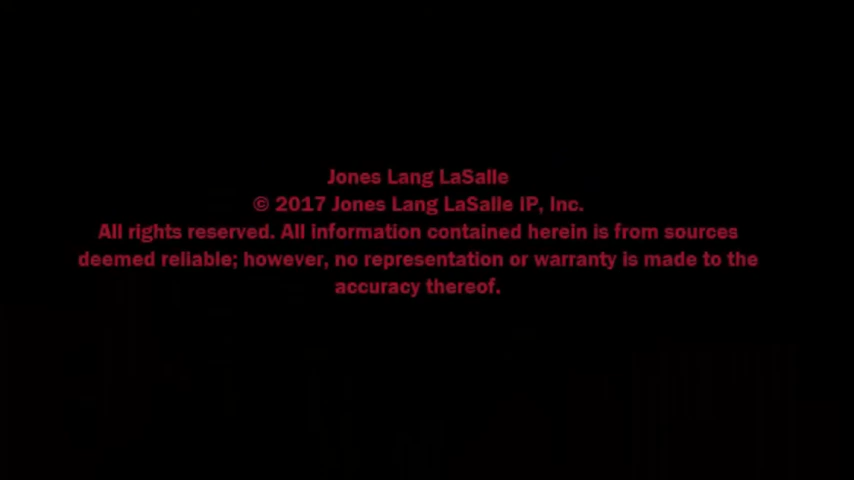 Jones Lang LaSalle
© 2017 Jones Lang LaSalle IP, Inc.
All rights reserved. All information contained herein is from sources
deemed reliable; however, no representation or warranty is made to the
accuracy thereof.